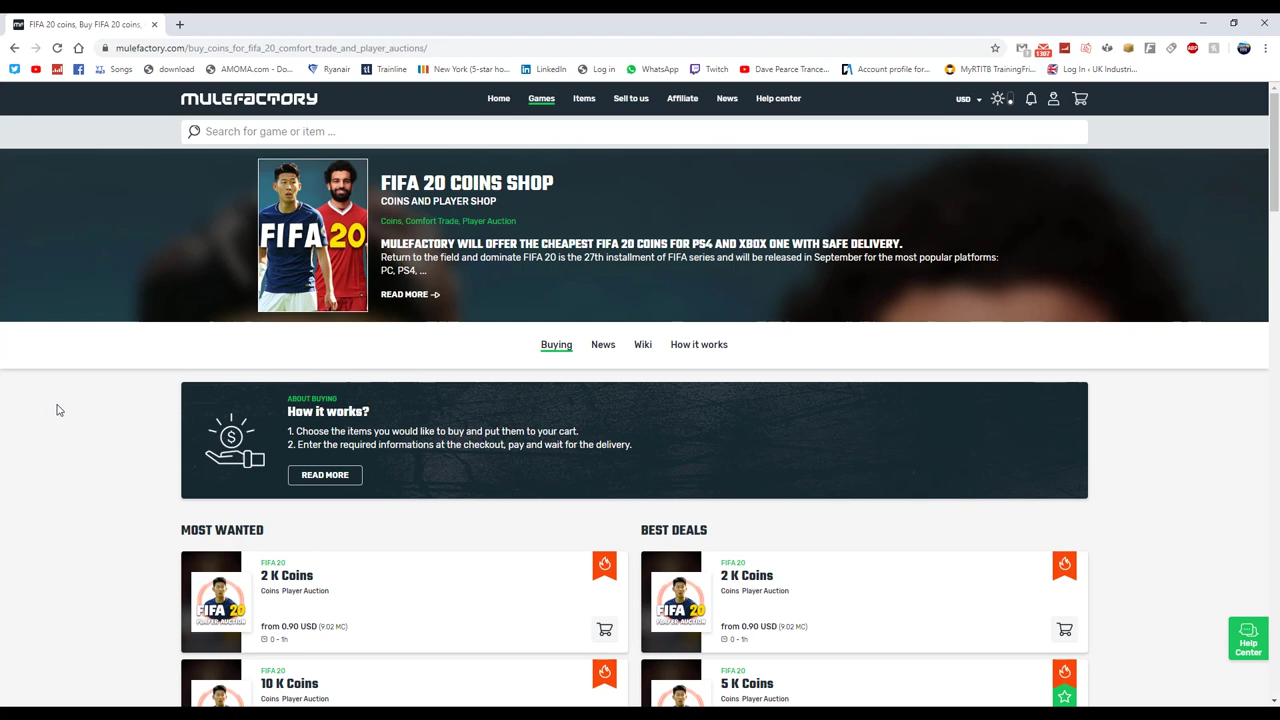 FIFA 20 coins, Buy FIFA 20 coins,
mulefactory.com/buy_coins_for_fifa_20_comfort_trade_and_player_auctions/
1307
Songs
download
AMOMA.com - Do...
Ryanair
Trainline
New York (5-star ho...
LinkedIn
Log in
WhatsApp
Twitch
Dave Pearce Trance...
Account profile for...
MyRTITB TrainingFri...
Log In ‹ UK Industri...
MULEFACTORY
Home
Games
Items
Sell to us
Affiliate
News
Help center
USD
Search for game or item ...
FIFA 20
FIFA 20 COINS SHOP
COINS AND PLAYER SHOP
Coins, Comfort Trade, Player Auction
MULEFACTORY WILL OFFER THE CHEAPEST FIFA 20 COINS FOR PS4 AND XBOX ONE WITH SAFE DELIVERY.
Return to the field and dominate FIFA 20 is the 27th installment of FIFA series and will be released in September for the most popular platforms:
PC, PS4, ...
READ MORE
Buying
News
Wiki
How it works
ABOUT BUYING
How it works?
1. Choose the items you would like to buy and put them to your cart.
2. Enter the required informations at the checkout, pay and wait for the delivery.
READ MORE
MOST WANTED
FIFA 20
PLAYER AUCTION
FIFA 20
2 K Coins
Coins Player Auction
from 0.90 USD (9.02 MC)
0 - 1h
FIFA 20
10 K Coins
Coins Player Auction
BEST DEALS
FIFA 20
PLAYER AUCTION
FIFA 20
2 K Coins
Coins Player Auction
from 0.90 USD (9.02 MC)
0 - 1h
FIFA 20
5 K Coins
Coins Player Auction
Help
Center